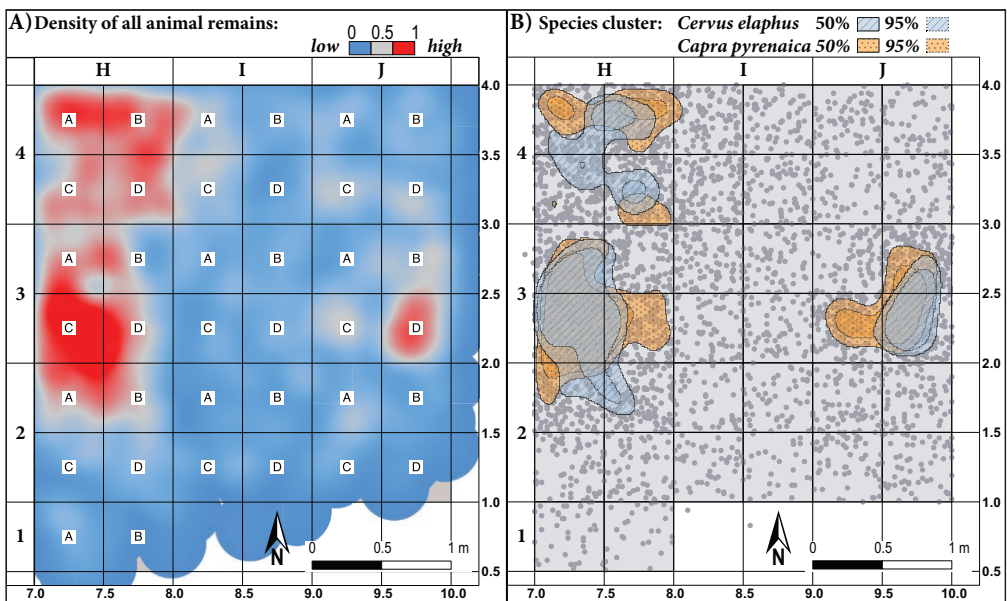 A) Density of all animal remains:
0 0.5 1
low high
H I J
4.0
A B A B A B
4
3.5
C D C D C D
3.0
A B A B A B
3
2.5
C D C D C D
2.0
A B A B A B
2
1.5
C D C D C D
1.0
A B
1
N
0 0.5 1 m
0.5
7.0 7.5 8.0 8.5 9.0 9.5 10.0
B) Species cluster: Cervus elaphus 50% 95%
Capra pyrenaica 50% 95%
H I J
4.0
4
3.5
3.0
3
2.5
2.0
2
1.5
1.0
1
N
0 0.5 1 m
0.5
7.0 7.5 8.0 8.5 9.0 9.5 10.0